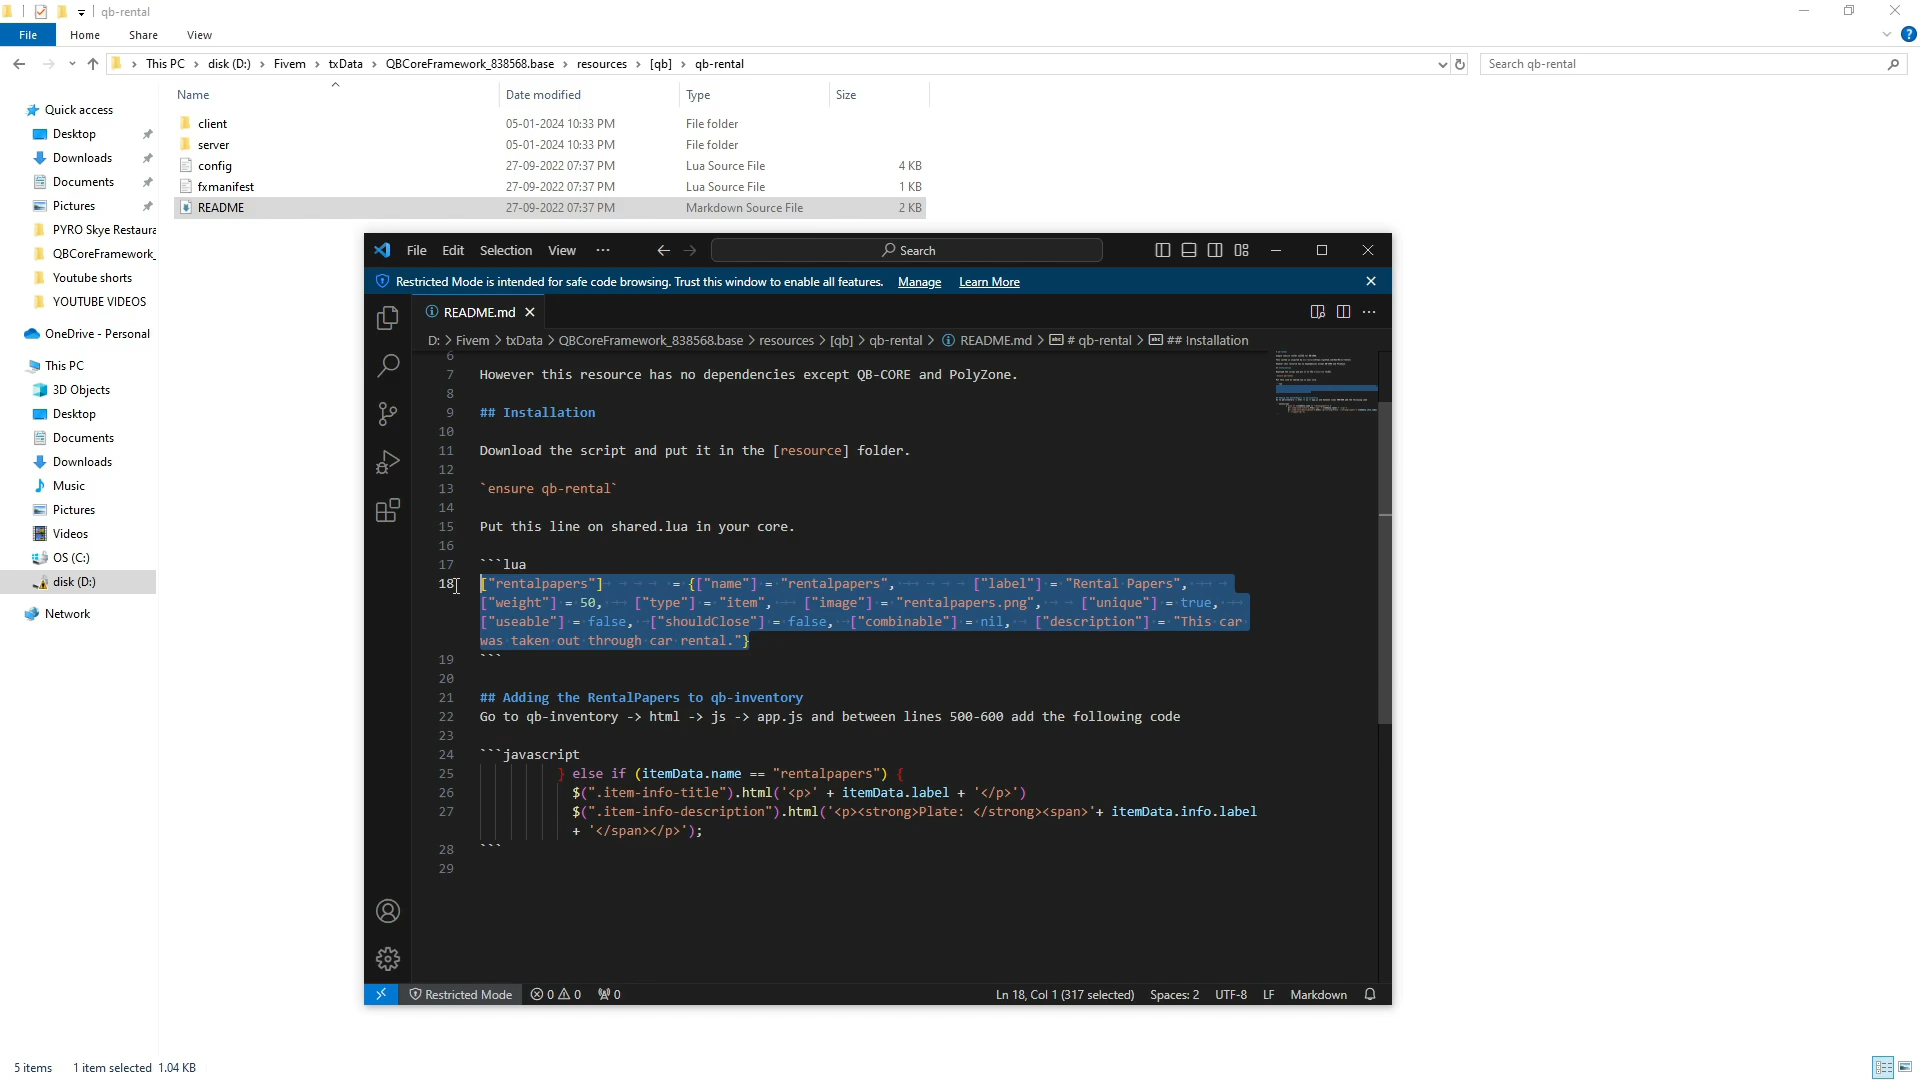 qb-rental
File Home Share View
This PC > disk (D:) > Fivem > txData > QBCoreFramework_838568.base > resources > [qb] > qb-rental
Search qb-rental
Name Date modified Type Size
client 05-01-2024 10:33 PM File folder
server 05-01-2024 10:33 PM File folder
config 27-09-2022 07:37 PM Lua Source File 4 KB
fxmanifest 27-09-2022 07:37 PM Lua Source File 1 KB
README 27-09-2022 07:37 PM Markdown Source File 2 KB
Quick access
Desktop
Downloads
Documents
Pictures
PYRO Skye Restaura
QBCoreFramework_
Youtube shorts
YOUTUBE VIDEOS
OneDrive - Personal
This PC
3D Objects
Desktop
Documents
Downloads
Music
Pictures
Videos
OS (C:)
disk (D:)
Network
File Edit Selection View ··· Search
Restricted Mode is intended for safe code browsing. Trust this window to enable all features. Manage Learn More
README.md
D: > Fivem > txData > QBCoreFramework_838568.base > resources > [qb] > qb-rental > README.md > # qb-rental > ## Installation
6
7 However this resource has no dependencies except QB-CORE and PolyZone.
8
9 ## Installation
10
11 Download the script and put it in the [resource] folder.
12
13 `ensure qb-rental`
14
15 Put this line on shared.lua in your core.
16
17 ```lua
18 ["rentalpapers"] = {["name"] = "rentalpapers", ["label"] = "Rental Papers",
["weight"] = 50, ["type"] = "item", ["image"] = "rentalpapers.png", ["unique"] = true,
["useable"] = false, ["shouldClose"] = false, ["combinable"] = nil, ["description"] = "This car
was taken out through car rental."}
19 ```
20
21 ## Adding the RentalPapers to qb-inventory
22 Go to qb-inventory -> html -> js -> app.js and between lines 500-600 add the following code
23
24 ```javascript
25 } else if (itemData.name == "rentalpapers") {
26 $(".item-info-title").html('<p>' + itemData.label + '</p>')
27 $(".item-info-description").html('<p><strong>Plate: </strong><span>'+ itemData.info.label
+ '</span></p>');
28 ```
29
Restricted Mode 0 0 0 Ln 18, Col 1 (317 selected) Spaces: 2 UTF-8 LF Markdown
5 items 1 item selected 1.04 KB